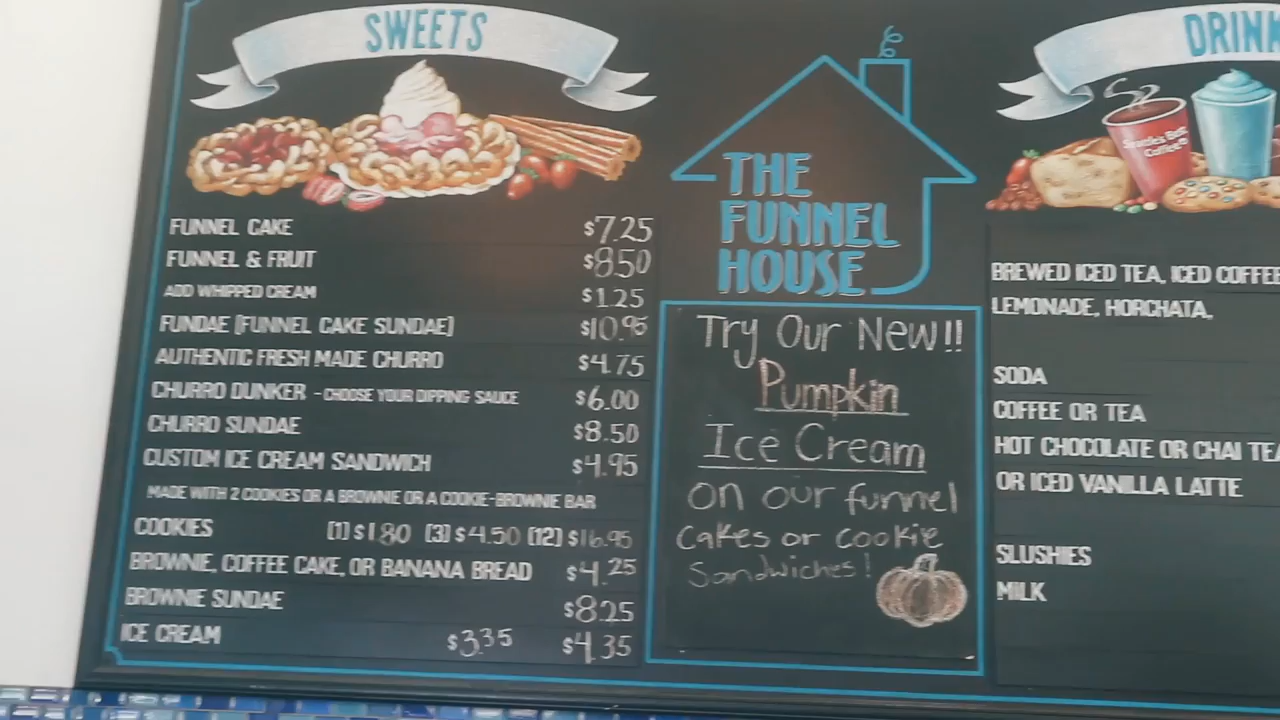 SWEETS
FUNNEL CAKE $7.25
FUNNEL & FRUIT $8.50
ADD WHIPPED CREAM $1.25
FUNDAE (FUNNEL CAKE SUNDAE) $10.95
AUTHENTIC FRESH MADE CHURRO $4.75
CHURRO DUNKER - CHOOSE YOUR DIPPING SAUCE $6.00
CHURRO SUNDAE $8.50
CUSTOM ICE CREAM SANDWICH $4.95
MADE WITH 2 COOKIES OR A BROWNIE OR A COOKIE-BROWNIE BAR
COOKIES (1) $1.80 (3) $4.50 (12) $16.95
BROWNIE, COFFEE CAKE, OR BANANA BREAD $4.25
BROWNIE SUNDAE $8.25
ICE CREAM $3.35 $4.35
THE
FUNNEL
HOUSE
Try Our New!!
Pumpkin
Ice Cream
on our funnel
cakes or cookie
Sandwiches!
DRINK
Seattle's Best
Coffee
BREWED ICED TEA, ICED COFFEE
LEMONADE, HORCHATA,
SODA
COFFEE OR TEA
HOT CHOCOLATE OR CHAI TEA
OR ICED VANILLA LATTE
SLUSHIES
MILK